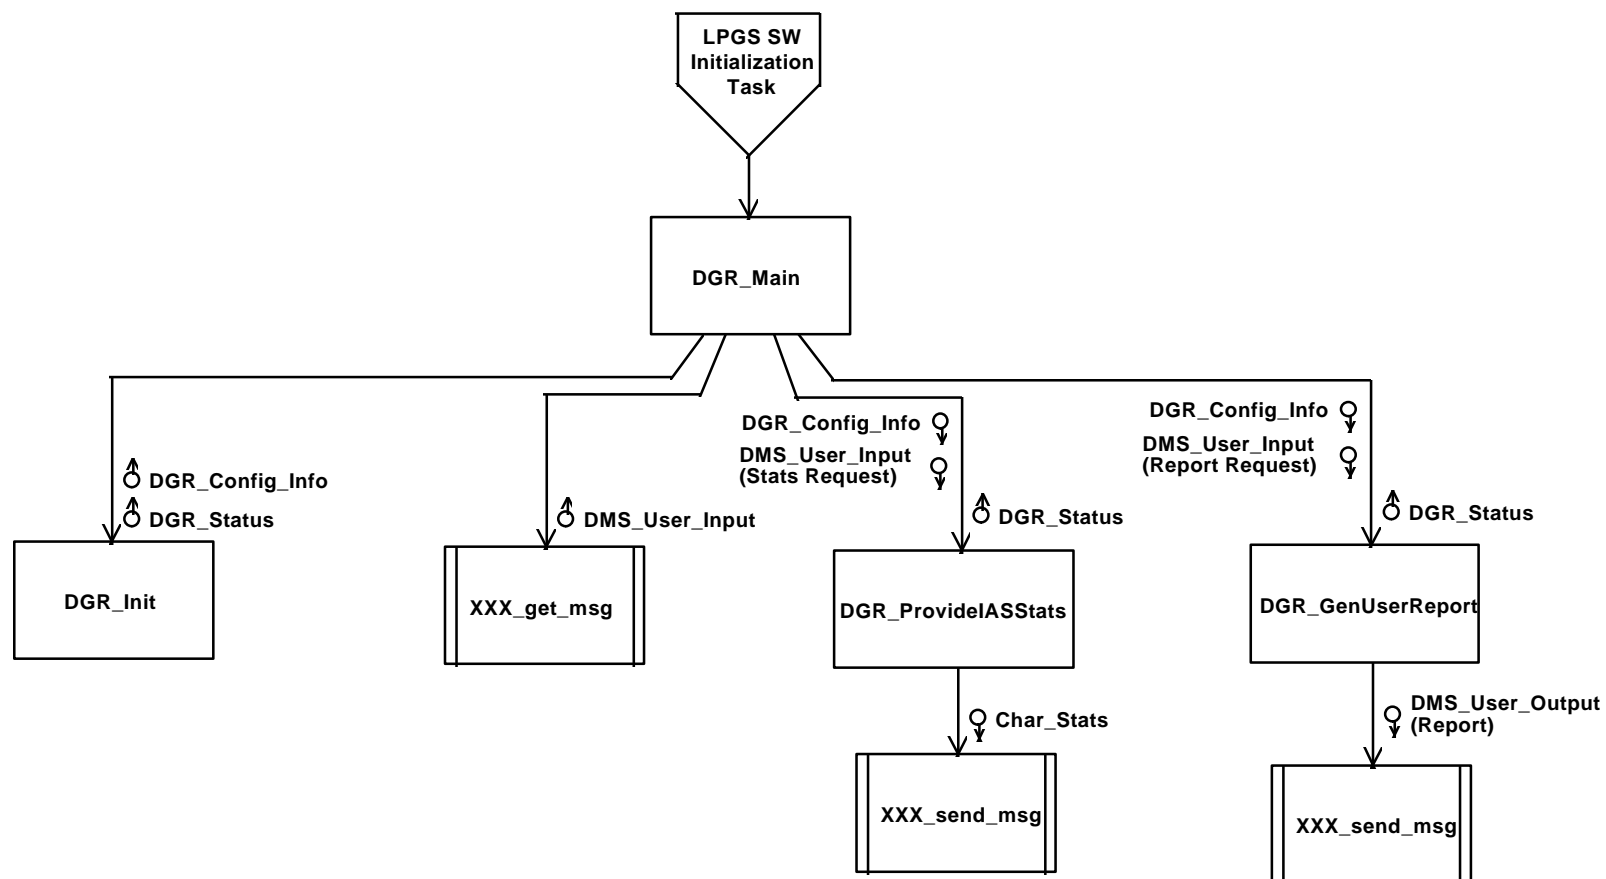 LPGS SW
Initialization
Task
DGR_Main
DGR_Config_Info
DGR_Status
DMS_User_Input
DGR_Config_Info
DMS_User_Input
(Stats Request)
DGR_Status
DGR_Config_Info
DMS_User_Input
(Report Request)
DGR_Status
DGR_Init
XXX_get_msg
DGR_ProvideIASStats
DGR_GenUserReport
Char_Stats
DMS_User_Output
(Report)
XXX_send_msg
XXX_send_msg